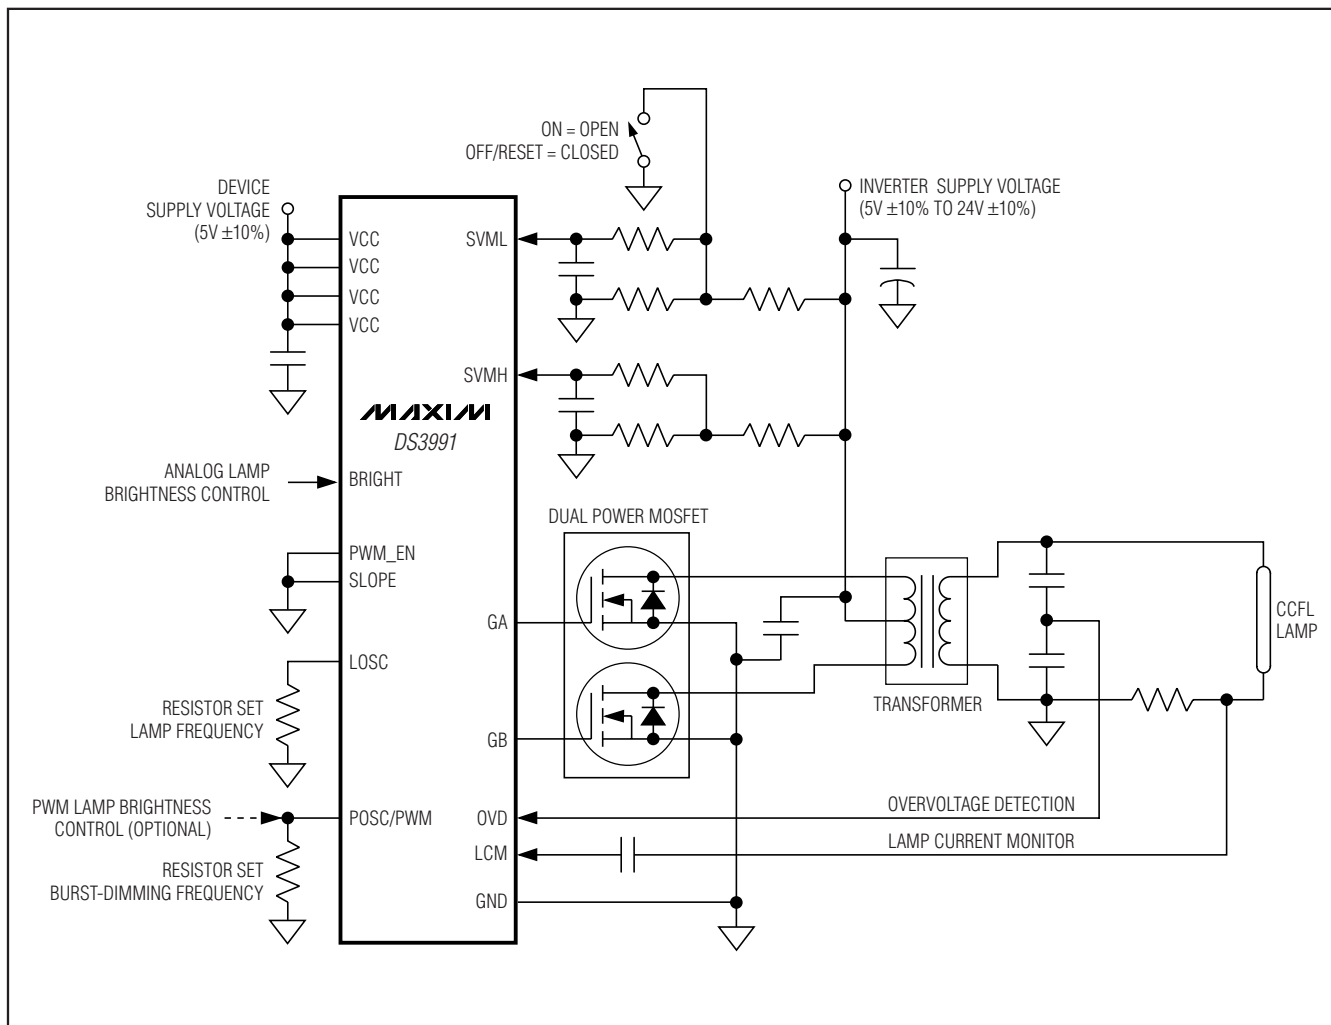 ON = OPEN
OFF/RESET = CLOSED
DEVICE
SUPPLY VOLTAGE
(5V ±10%)
INVERTER SUPPLY VOLTAGE
(5V ±10% TO 24V ±10%)
VCC
VCC
VCC
VCC
SVML
SVMH
MAXIM
DS3991
ANALOG LAMP
BRIGHTNESS CONTROL
BRIGHT
DUAL POWER MOSFET
PWM_EN
SLOPE
GA
LOSC
RESISTOR SET
LAMP FREQUENCY
GB
TRANSFORMER
CCFL
LAMP
PWM LAMP BRIGHTNESS
CONTROL (OPTIONAL)
POSC/PWM
OVD
OVERVOLTAGE DETECTION
LCM
LAMP CURRENT MONITOR
RESISTOR SET
BURST-DIMMING FREQUENCY
GND